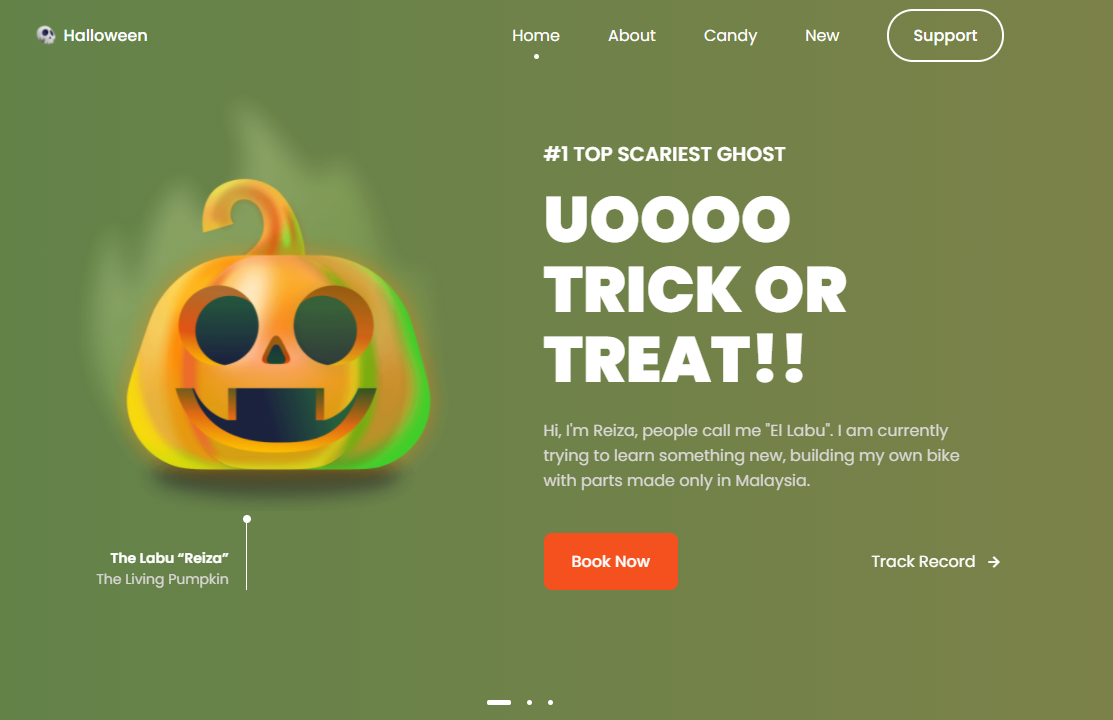 Halloween
Home
About
Candy
New
Support
#1 TOP SCARIEST GHOST
UOOOO
TRICK OR
TREAT!!
Hi, I'm Reiza, people call me "El Labu". I am currently
trying to learn something new, building my own bike
with parts made only in Malaysia.
The Labu “Reiza”
The Living Pumpkin
Book Now
Track Record